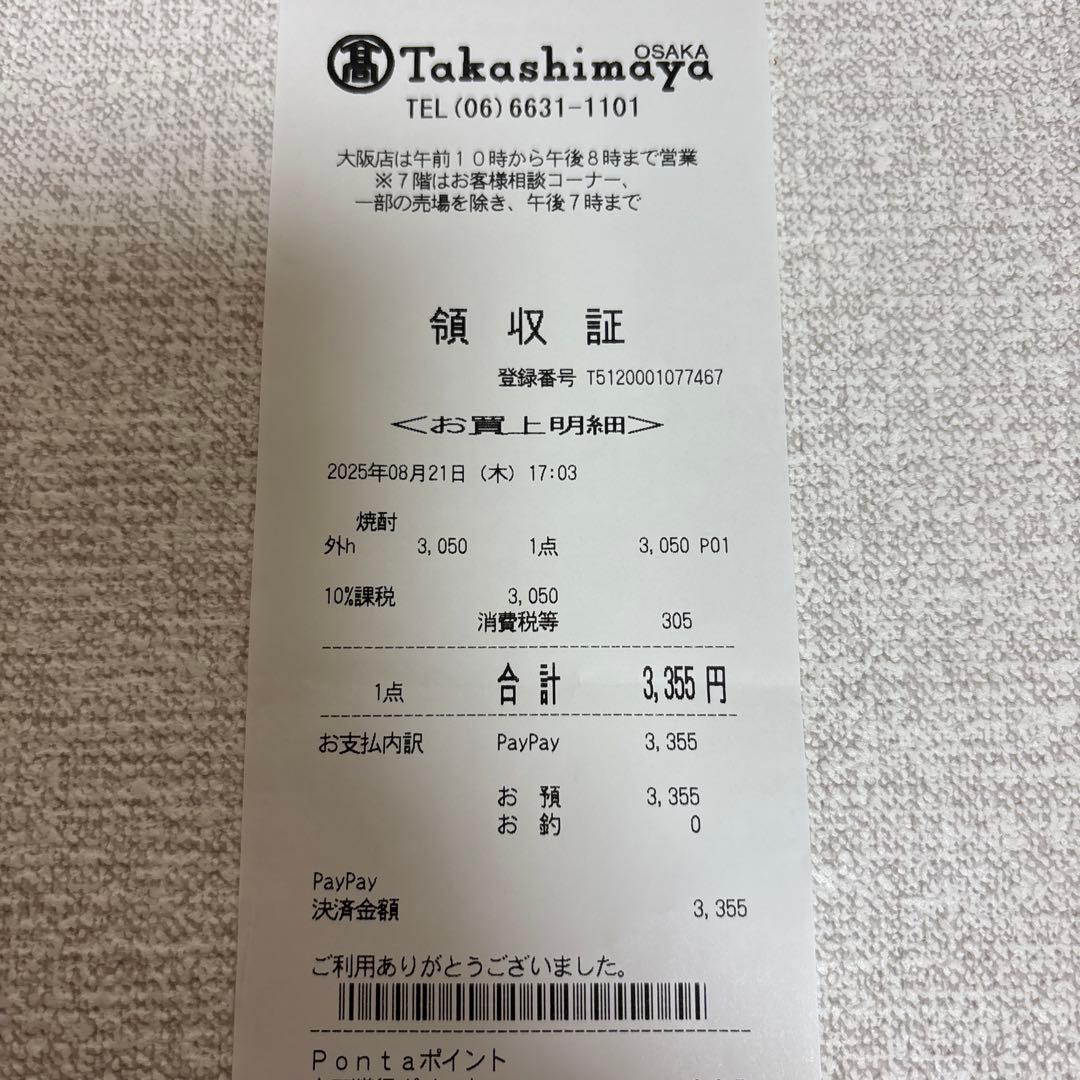 髙 Takashimaya OSAKA
TEL(06)6631-1101
大阪店は午前10時から午後8時まで営業
※7階はお客様相談コーナー、
一部の売場を除き、午後7時まで
領 収 証
登録番号 T5120001077467
<お買上明細>
2025年08月21日 (木) 17:03
焼酎
外h 3,050 1点 3,050 P01
10%課税 3,050
消費税等 305
1点 合計 3,355円
お支払内訳 PayPay 3,355
お 預 3,355
お 釣 0
PayPay
決済金額 3,355
ご利用ありがとうございました。
Pontaポイント